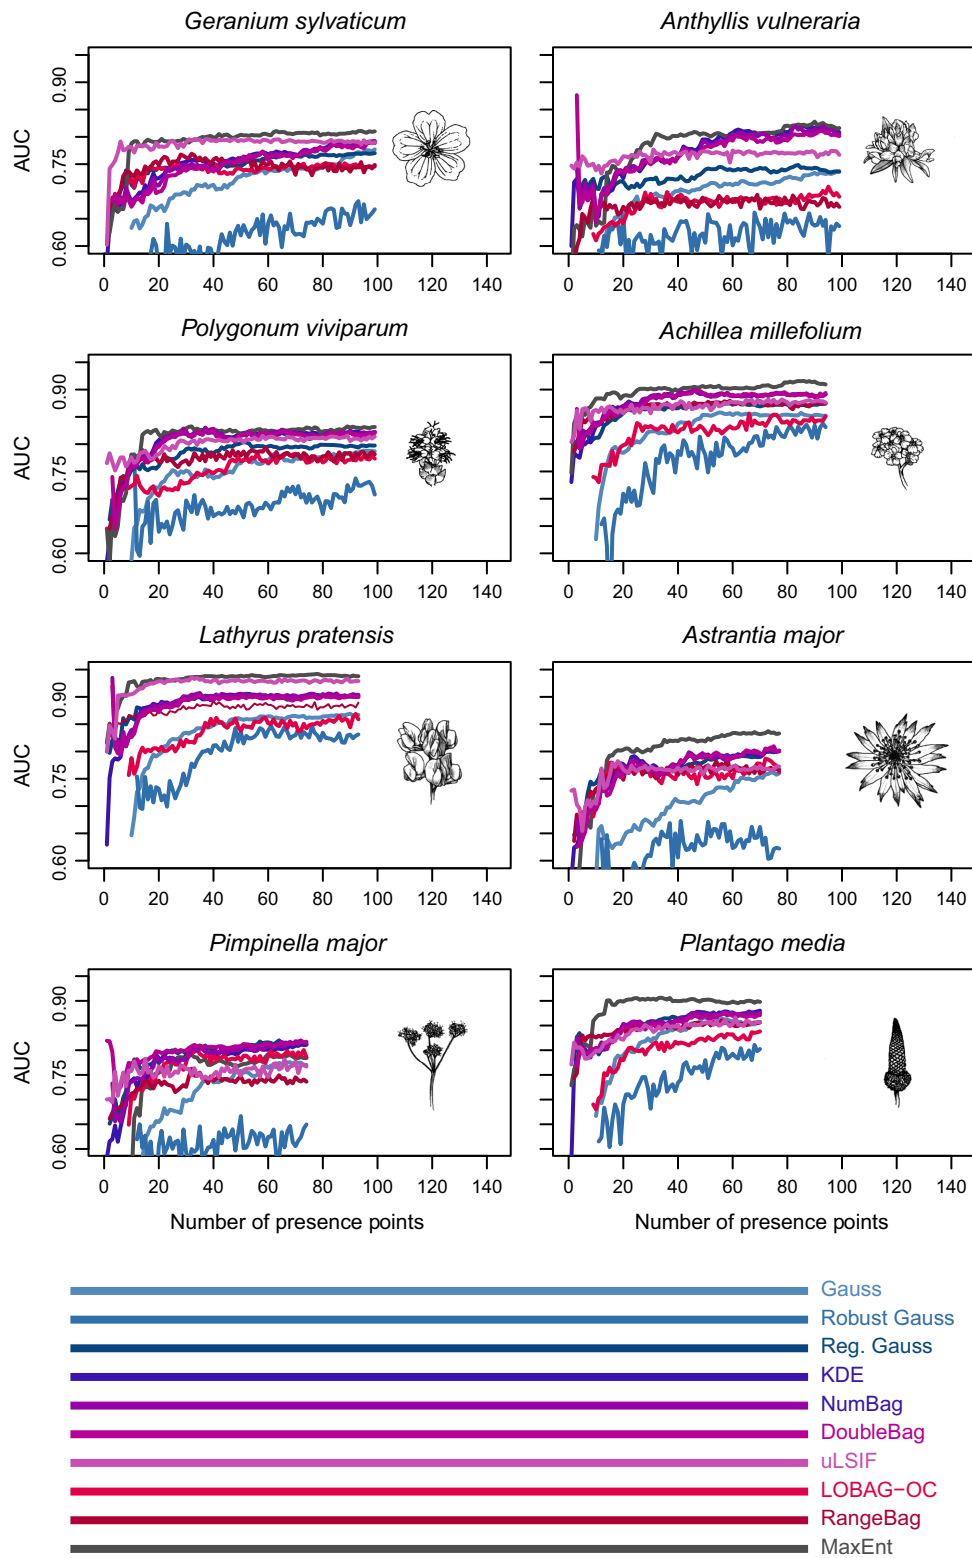 Geranium sylvaticum
Anthyllis vulneraria
AUC
0.90
0.75
0.60
0 20 40 60 80 100 120 140
0 20 40 60 80 100 120 140
Polygonum viviparum
Achillea millefolium
AUC
0.90
0.75
0.60
0 20 40 60 80 100 120 140
0 20 40 60 80 100 120 140
Lathyrus pratensis
Astrantia major
AUC
0.90
0.75
0.60
0 20 40 60 80 100 120 140
0 20 40 60 80 100 120 140
Pimpinella major
Plantago media
AUC
0.90
0.75
0.60
0 20 40 60 80 100 120 140
0 20 40 60 80 100 120 140
Number of presence points
Number of presence points
Gauss
Robust Gauss
Reg. Gauss
KDE
NumBag
DoubleBag
uLSIF
LOBAG−OC
RangeBag
MaxEnt